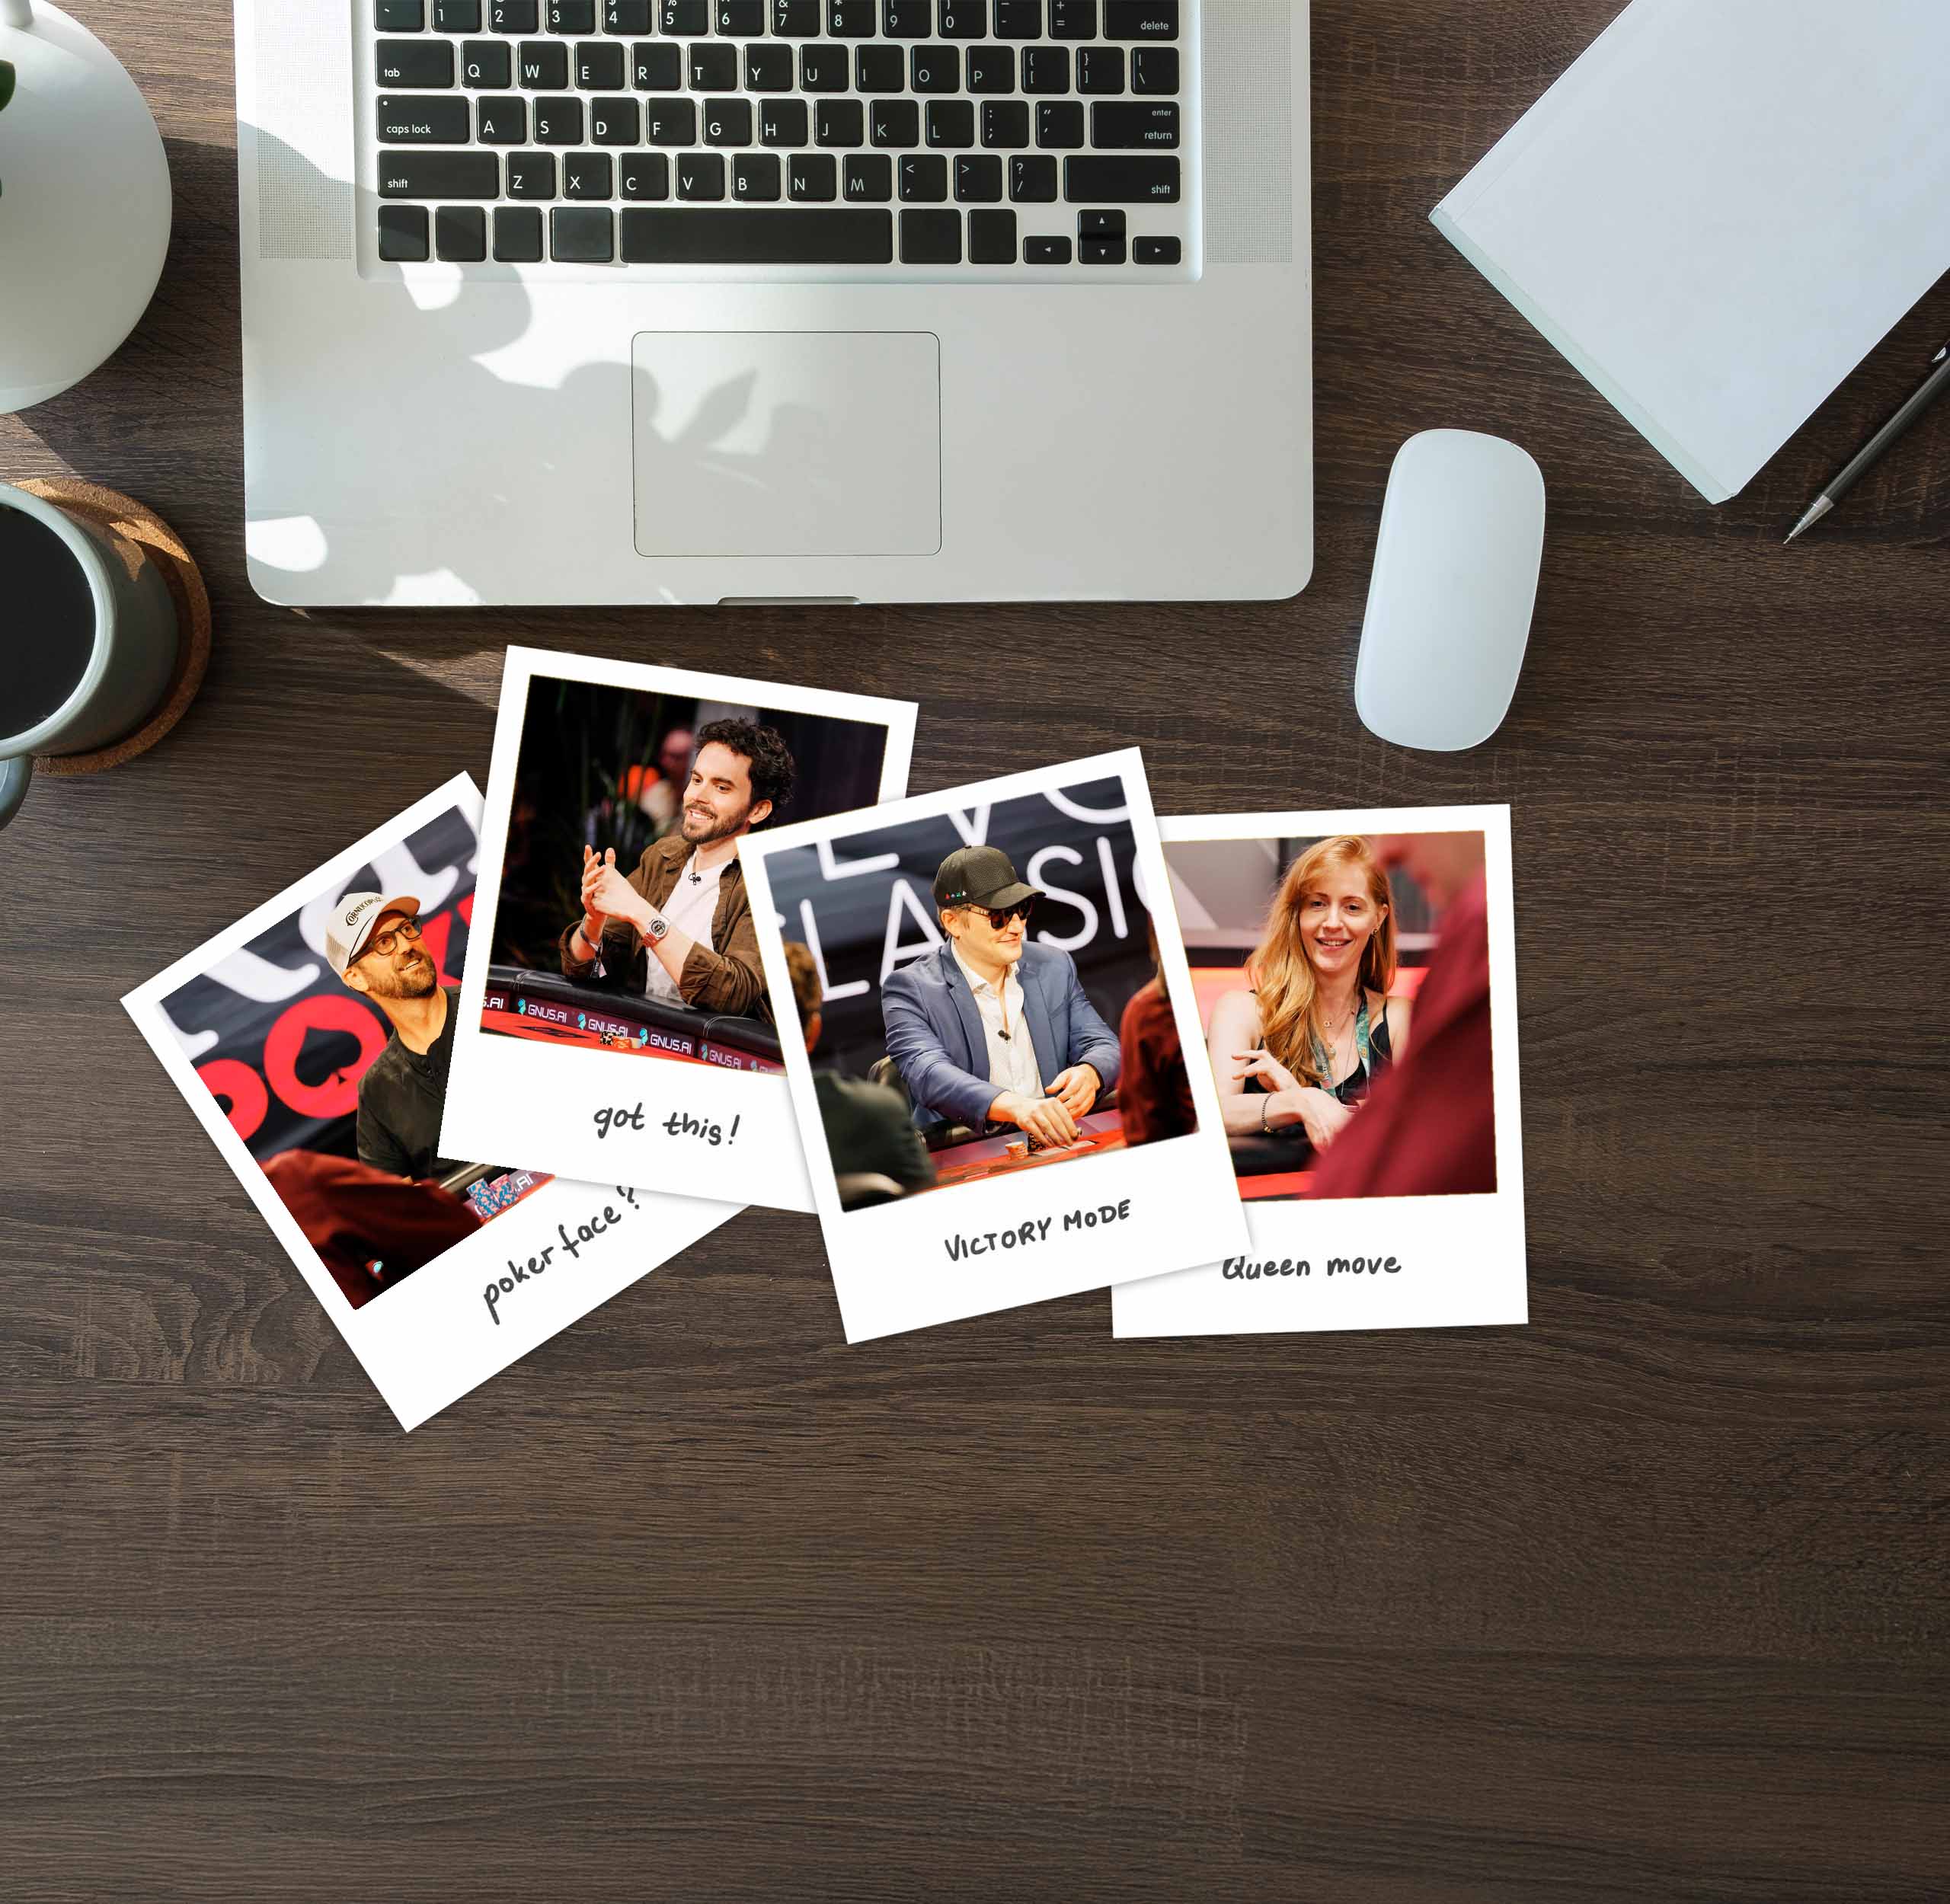 ~ 1 2 3 4 5 6 7 8 9 0 - + =
delete
tab Q W E R T Y U I O P { [ } ] | \
caps lock A S D F G H J K L : ; " ' enter return
shift Z X C V B N M < , > . ? / shift
CLASSIC
GNUS.AI GNUS.AI GNUS.AI GNUS.AI
got this!
poker face?
VICTORY MODE
Queen move